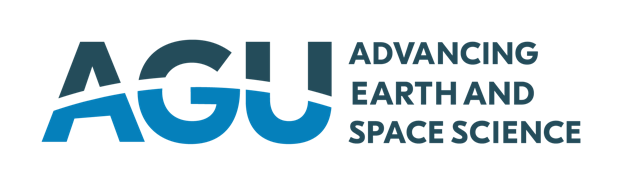 AGU
ADVANCING
EARTH AND
SPACE SCIENCE